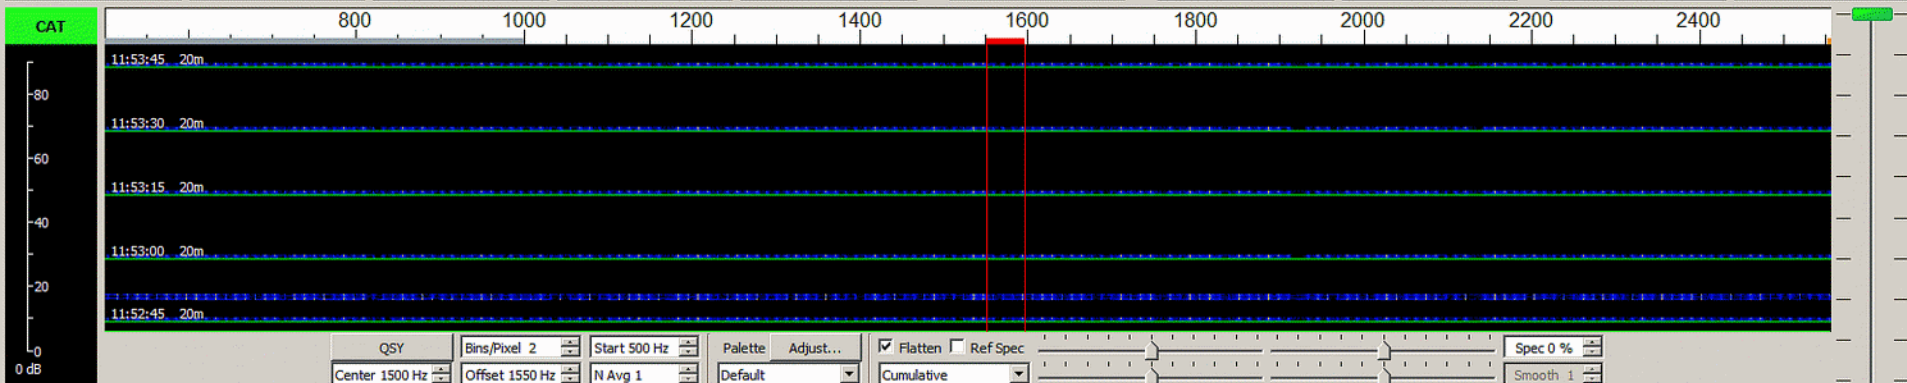 CAT
800 1000 1200 1400 1600 1800 2000 2200 2400
11:53:45 20m
80
11:53:30 20m
60
11:53:15 20m
40
11:53:00 20m
20
11:52:45 20m
0
0 dB
QSY Bins/Pixel 2 Start 500 Hz Palette Adjust... Flatten Ref Spec Spec 0 %
Center 1500 Hz Offset 1550 Hz N Avg 1 Default Cumulative Smooth 1